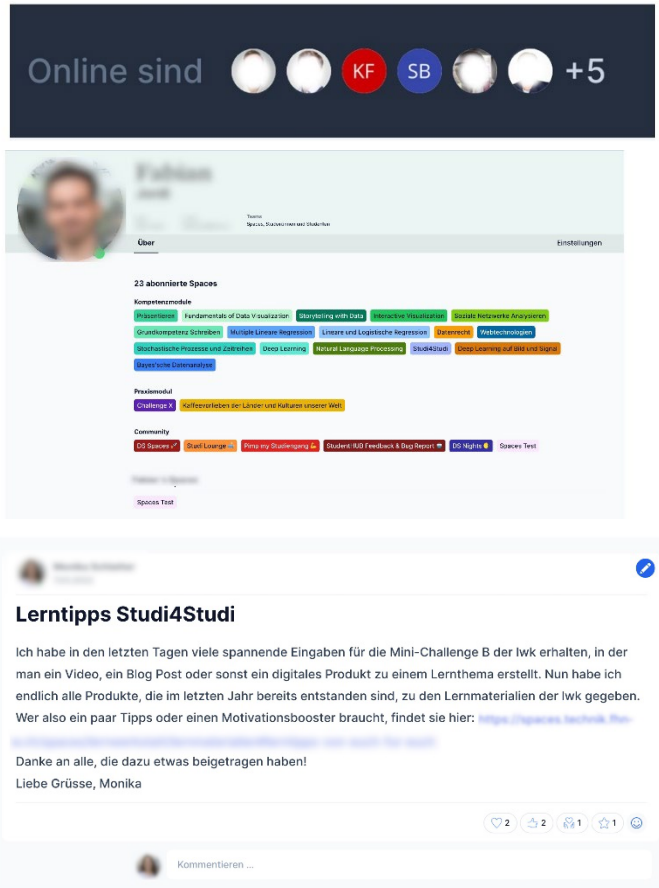 Online sind KF SB +5
Teams
Spaces, Studentinnen und Studenten
Über Einstellungen
23 abonnierte Spaces
Kompetenzmodule
Präsentieren Fundamentals of Data Visualization Storytelling with Data Interactive Visualization Soziale Netzwerke Analysieren
Grundkompetenz Schreiben Multiple Lineare Regression Lineare und Logistische Regression Datenrecht Webtechnologien
Stochastische Prozesse und Zeitreihen Deep Learning Natural Language Processing Studi4Studi Deep Learning auf Bild und Signal
Bayes'sche Datenanalyse
Praxismodul
Challenge X Kaffeevorlieben der Länder und Kulturen unserer Welt
Community
DS Spaces Studi Lounge Pimp my Studiengang StudentHUB Feedback & Bug Report DS Nights Spaces Test
Spaces Test
Lerntipps Studi4Studi
Ich habe in den letzten Tagen viele spannende Eingaben für die Mini-Challenge B der lwk erhalten, in der
man ein Video, ein Blog Post oder sonst ein digitales Produkt zu einem Lernthema erstellt. Nun habe ich
endlich alle Produkte, die im letzten Jahr bereits entstanden sind, zu den Lernmaterialien der lwk gegeben.
Wer also ein paar Tipps oder einen Motivationsbooster braucht, findet sie hier:
Danke an alle, die dazu etwas beigetragen haben!
Liebe Grüsse, Monika
2 2 1 1
Kommentieren ...